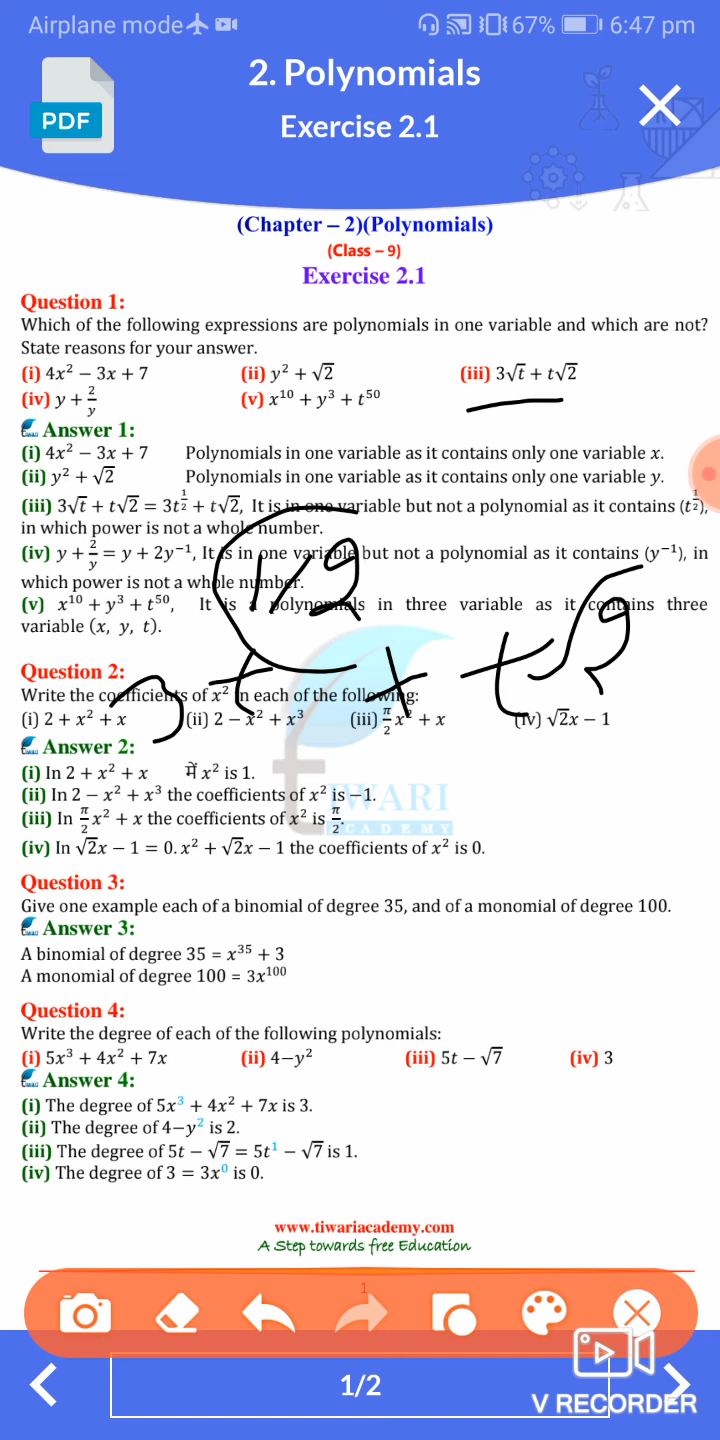 Airplane mode 67% 6:47 pm
2. Polynomials
PDF
Exercise 2.1
(Chapter – 2)(Polynomials)
(Class – 9)
Exercise 2.1
Question 1:
Which of the following expressions are polynomials in one variable and which are not?
State reasons for your answer.
(i) 4x² − 3x + 7 (ii) y² + √2 (iii) 3√t + t√2
(iv) y + 2/y (v) x¹⁰ + y³ + t⁵⁰
Answer 1:
(i) 4x² − 3x + 7 Polynomials in one variable as it contains only one variable x.
(ii) y² + √2 Polynomials in one variable as it contains only one variable y.
(iii) 3√t + t√2 = 3t^(1/2) + t√2, It is in one variable but not a polynomial as it contains (t^(1/2)),
in which power is not a whole number.
(iv) y + 2/y = y + 2y⁻¹, It is in one variable but not a polynomial as it contains (y⁻¹), in
which power is not a whole number.
(v) x¹⁰ + y³ + t⁵⁰, It is a polynomials in three variable as it contains three
variable (x, y, t).
Question 2:
Write the coefficients of x² in each of the following:
(i) 2 + x² + x (ii) 2 − x² + x³ (iii) π/2 x² + x (iv) √2x − 1
Answer 2:
(i) In 2 + x² + x में x² is 1.
(ii) In 2 − x² + x³ the coefficients of x² is −1.
(iii) In π/2 x² + x the coefficients of x² is π/2.
(iv) In √2x − 1 = 0. x² + √2x − 1 the coefficients of x² is 0.
TIWARI
ACADEMY
Question 3:
Give one example each of a binomial of degree 35, and of a monomial of degree 100.
Answer 3:
A binomial of degree 35 = x³⁵ + 3
A monomial of degree 100 = 3x¹⁰⁰
Question 4:
Write the degree of each of the following polynomials:
(i) 5x³ + 4x² + 7x (ii) 4−y² (iii) 5t − √7 (iv) 3
Answer 4:
(i) The degree of 5x³ + 4x² + 7x is 3.
(ii) The degree of 4−y² is 2.
(iii) The degree of 5t − √7 = 5t¹ − √7 is 1.
(iv) The degree of 3 = 3x⁰ is 0.
www.tiwariacademy.com
A Step towards free Education
1
1/2
V RECORDER